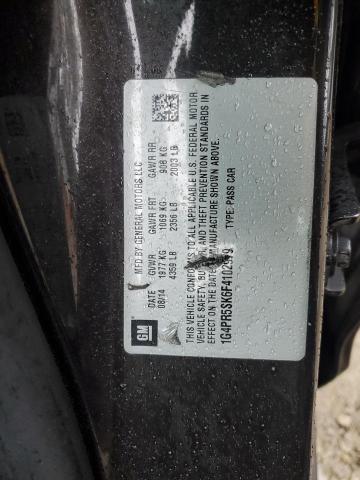 MFD BY GENERAL MOTORS LLC
DATE GVWR GAWR FRT GAWR RR
08/14 1977 KG 1069 KG 908 KG
4359 LB 2356 LB 2003 LB
GM
THIS VEHICLE CONFORMS TO ALL APPLICABLE U.S. FEDERAL MOTOR
VEHICLE SAFETY, BUMPER, AND THEFT PREVENTION STANDARDS IN
EFFECT ON THE DATE OF MANUFACTURE SHOWN ABOVE.
TYPE: PASS CAR